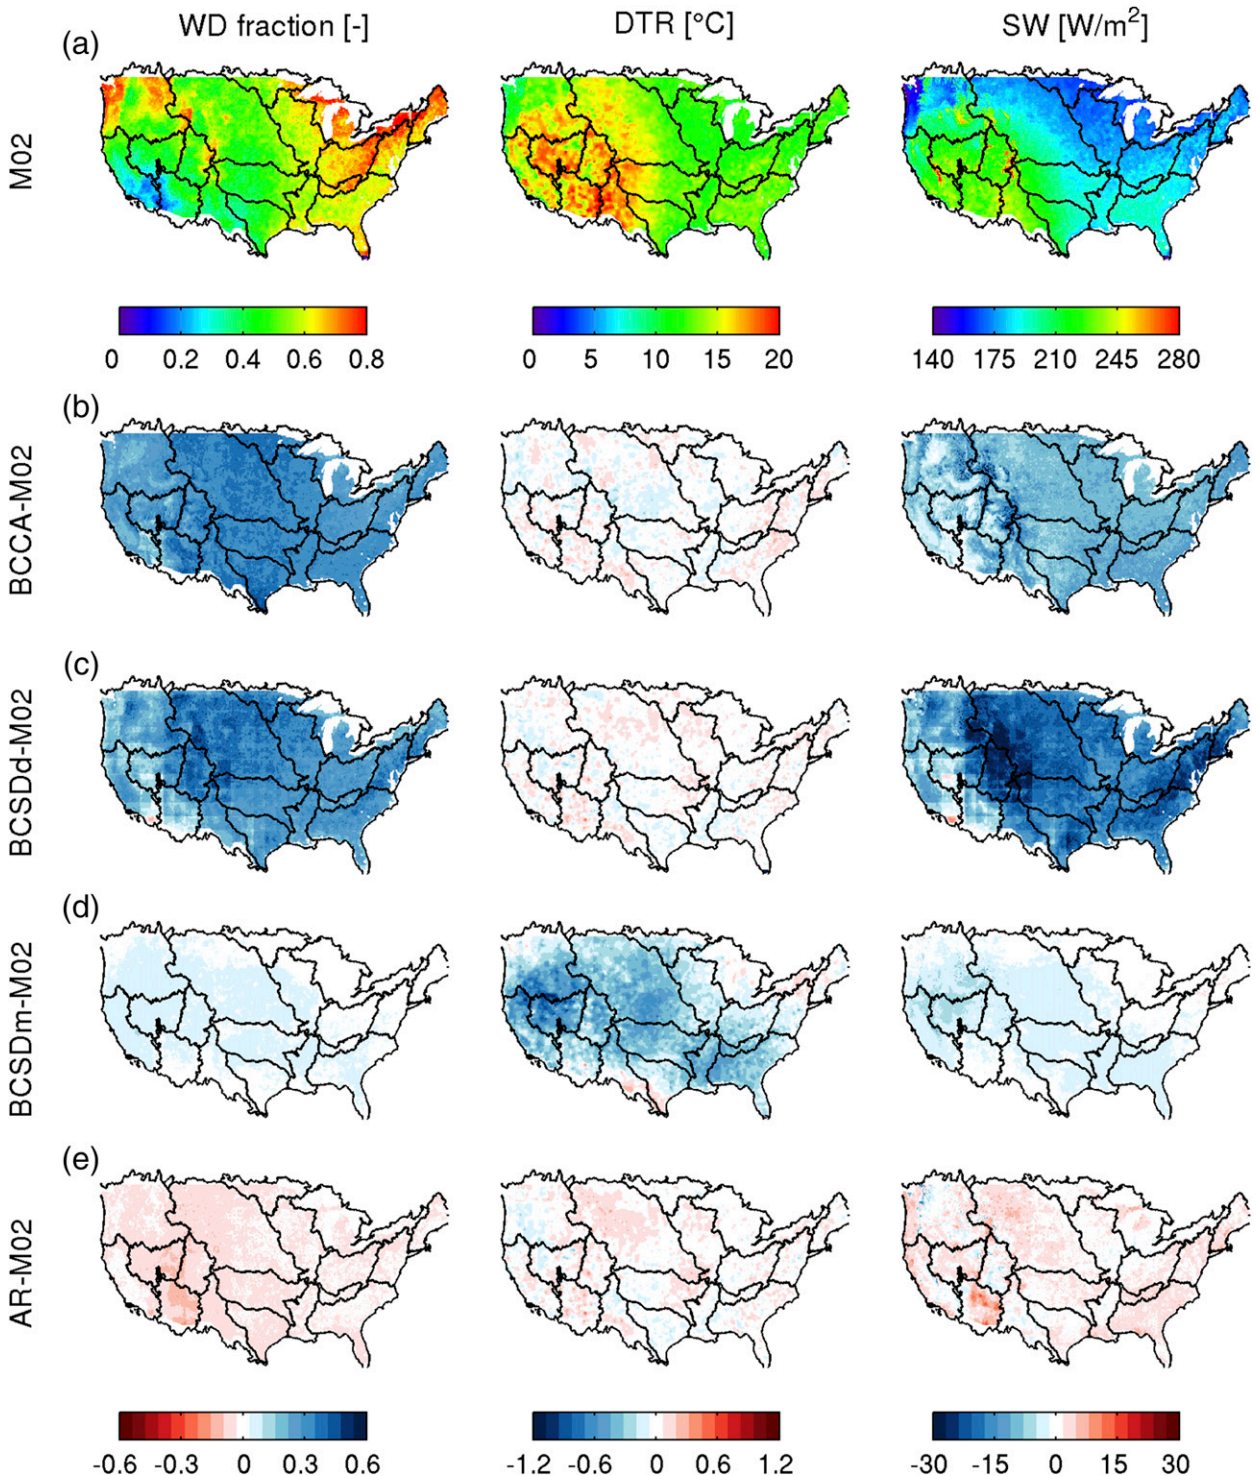 WD fraction [-] DTR [°C] SW [W/m²]
(a)
M02
0 0.2 0.4 0.6 0.8 0 5 10 15 20 140 175 210 245 280
(b)
BCCA-M02
(c)
BCSDd-M02
(d)
BCSDm-M02
(e)
AR-M02
-0.6 -0.3 0 0.3 0.6 -1.2 -0.6 0 0.6 1.2 -30 -15 0 15 30